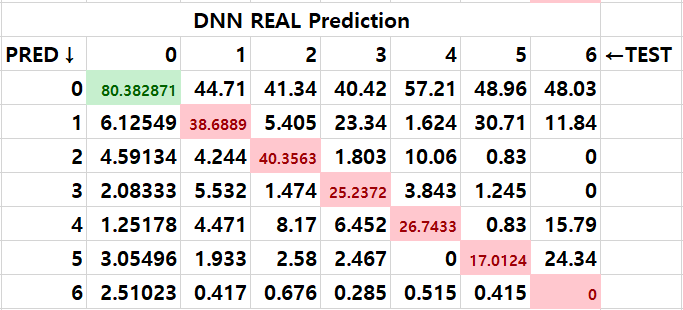 DNN REAL Prediction
PRED↓ 0 1 2 3 4 5 6 ←TEST
0 80.382871 44.71 41.34 40.42 57.21 48.96 48.03
1 6.12549 38.6889 5.405 23.34 1.624 30.71 11.84
2 4.59134 4.244 40.3563 1.803 10.06 0.83 0
3 2.08333 5.532 1.474 25.2372 3.843 1.245 0
4 1.25178 4.471 8.17 6.452 26.7433 0.83 15.79
5 3.05496 1.933 2.58 2.467 0 17.0124 24.34
6 2.51023 0.417 0.676 0.285 0.515 0.415 0